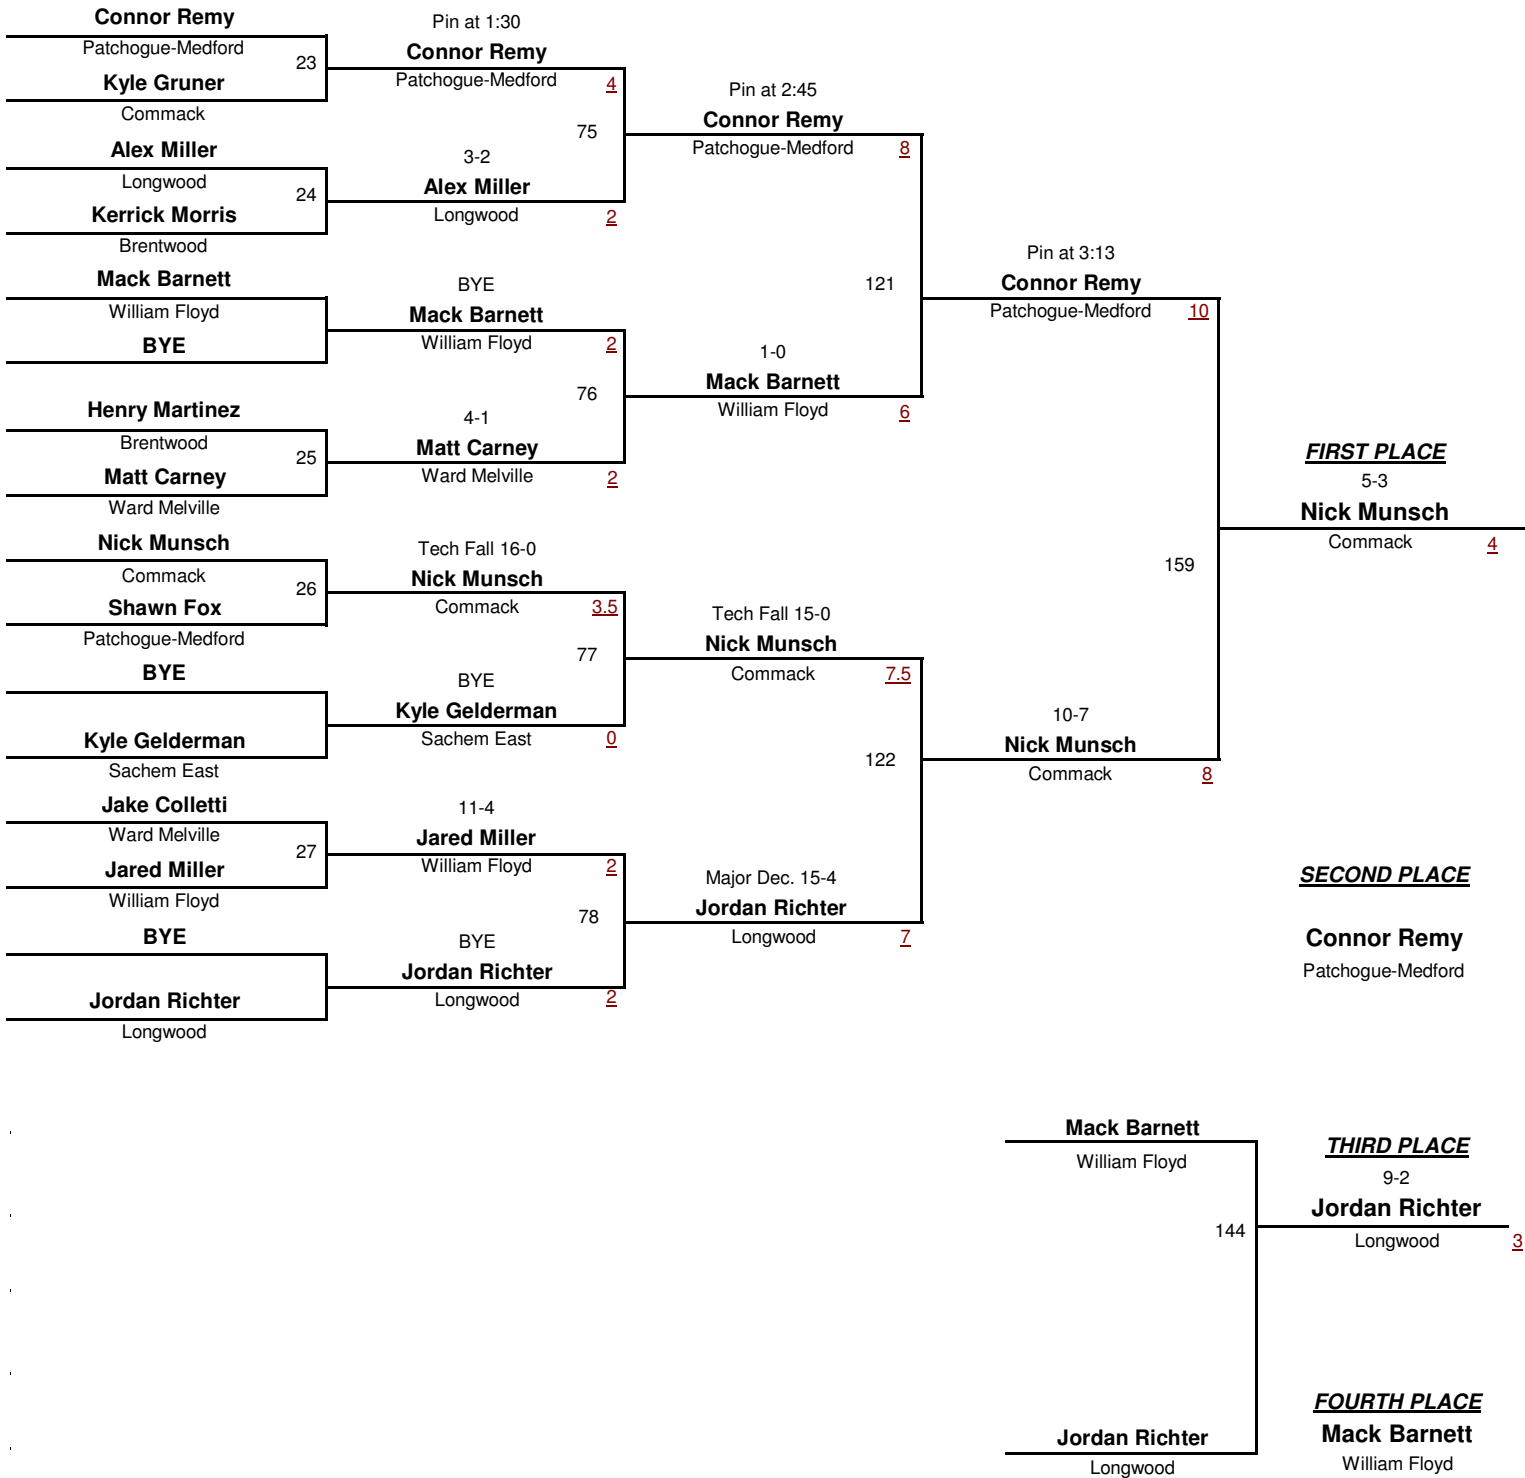 Connor Remy
Patchogue-Medford
23
Kyle Gruner
Commack
Alex Miller
Longwood
24
Kerrick Morris
Brentwood
Mack Barnett
William Floyd
BYE
Henry Martinez
Brentwood
25
Matt Carney
Ward Melville
Nick Munsch
Commack
26
Shawn Fox
Patchogue-Medford
BYE
Kyle Gelderman
Sachem East
Jake Colletti
Ward Melville
27
Jared Miller
William Floyd
BYE
Jordan Richter
Longwood
Pin at 1:30
Connor Remy
Patchogue-Medford 4
75
3-2
Alex Miller
Longwood 2
BYE
Mack Barnett
William Floyd 2
76
4-1
Matt Carney
Ward Melville 2
Tech Fall 16-0
Nick Munsch
Commack 3.5
77
BYE
Kyle Gelderman
Sachem East 0
11-4
Jared Miller
William Floyd 2
78
BYE
Jordan Richter
Longwood 2
Pin at 2:45
Connor Remy
Patchogue-Medford 8
121
1-0
Mack Barnett
William Floyd 6
Tech Fall 15-0
Nick Munsch
Commack 7.5
122
Major Dec. 15-4
Jordan Richter
Longwood 7
Pin at 3:13
Connor Remy
Patchogue-Medford 10
159
10-7
Nick Munsch
Commack 8
FIRST PLACE
5-3
Nick Munsch
Commack 4
SECOND PLACE
Connor Remy
Patchogue-Medford
Mack Barnett
William Floyd
144
Jordan Richter
Longwood
THIRD PLACE
9-2
Jordan Richter
Longwood 3
FOURTH PLACE
Mack Barnett
William Floyd